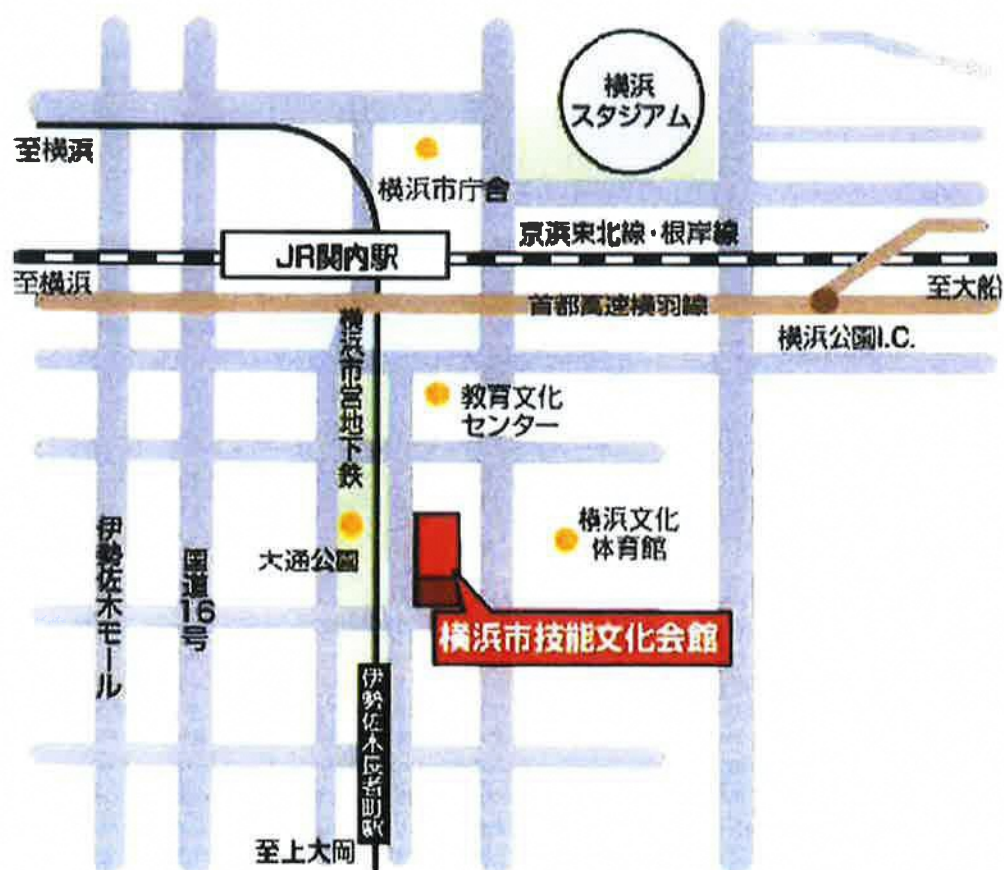 横浜
スタジアム
至横浜
横浜市庁舎
京浜東北線・根岸線
JR関内駅
至横浜
至大船
首都高速横羽線
横浜公園I.C.
横浜市営地下鉄
教育文化
センター
伊勢佐木モール
国道16号
大通公園
横浜文化
体育館
横浜市技能文化会館
伊勢佐木長者町駅
至上大岡